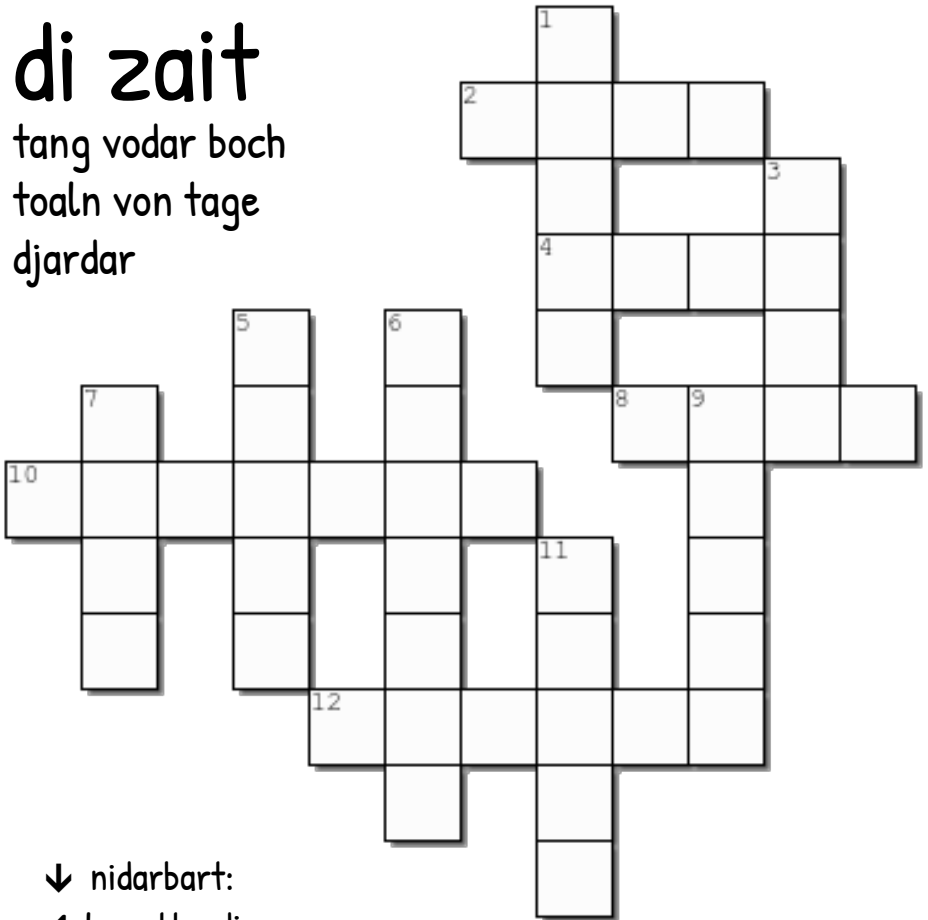 di zait
tang vodar boch
toaln von tage
djardar
1
2
3
4
5
6
7
8 9
10
11
12
↓ nidarbart: